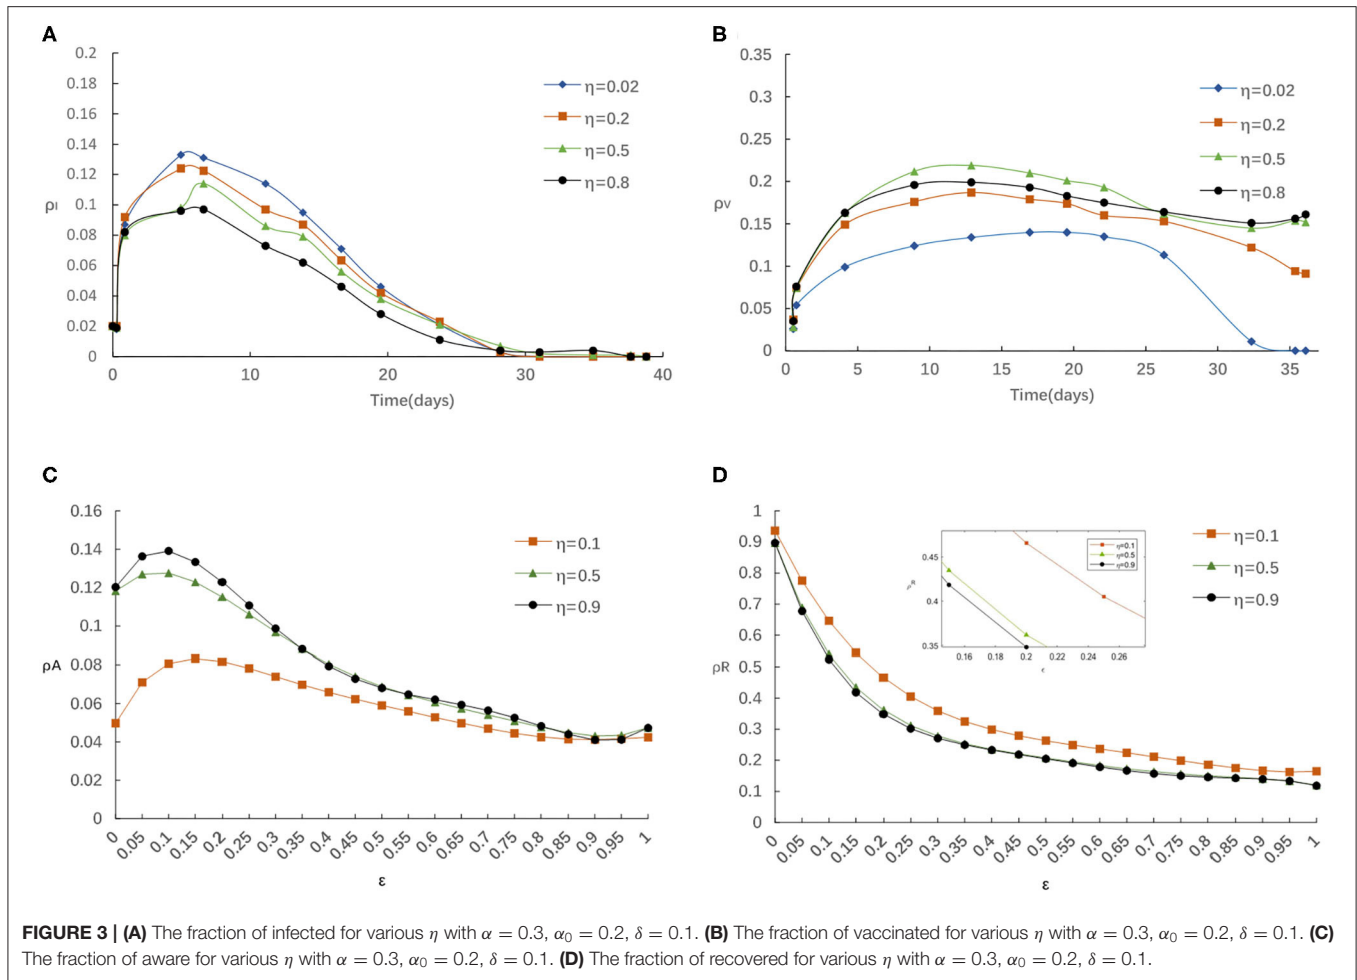 A
0.2
0.18
0.16
0.14
0.12
0.1
0.08
0.06
0.04
0.02
0
ρI
0 10 20 30 40
Time(days)
η=0.02
η=0.2
η=0.5
η=0.8
B
0.35
0.3
0.25
0.2
0.15
0.1
0.05
0
ρV
0 5 10 15 20 25 30 35
Time(days)
η=0.02
η=0.2
η=0.5
η=0.8
C
0.16
0.14
0.12
0.1
0.08
0.06
0.04
0.02
0
ρA
0 0.05 0.1 0.15 0.2 0.25 0.3 0.35 0.4 0.45 0.5 0.55 0.6 0.65 0.7 0.75 0.8 0.85 0.9 0.95 1
ε
η=0.1
η=0.5
η=0.9
D
1
0.9
0.8
0.7
0.6
0.5
0.4
0.3
0.2
0.1
0
ρR
0 0.05 0.1 0.15 0.2 0.25 0.3 0.35 0.4 0.45 0.5 0.55 0.6 0.65 0.7 0.75 0.8 0.85 0.9 0.95 1
ε
0.45
0.4
0.35
ρR
0.16 0.18 0.2 0.22 0.24 0.26
ε
η=0.1
η=0.5
η=0.9
η=0.1
η=0.5
η=0.9
FIGURE 3 | (A) The fraction of infected for various η with α = 0.3, α0 = 0.2, δ = 0.1. (B) The fraction of vaccinated for various η with α = 0.3, α0 = 0.2, δ = 0.1. (C)
The fraction of aware for various η with α = 0.3, α0 = 0.2, δ = 0.1. (D) The fraction of recovered for various η with α = 0.3, α0 = 0.2, δ = 0.1.